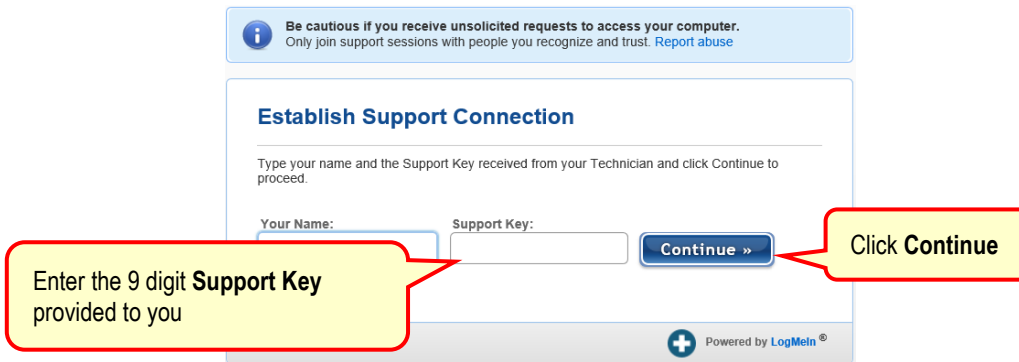 Be cautious if you receive unsolicited requests to access your computer.
Only join support sessions with people you recognize and trust. Report abuse
Establish Support Connection
Type your name and the Support Key received from your Technician and click Continue to
proceed.
Your Name:
Support Key:
Continue »
Click Continue
Enter the 9 digit Support Key
provided to you
Powered by LogMeIn ®